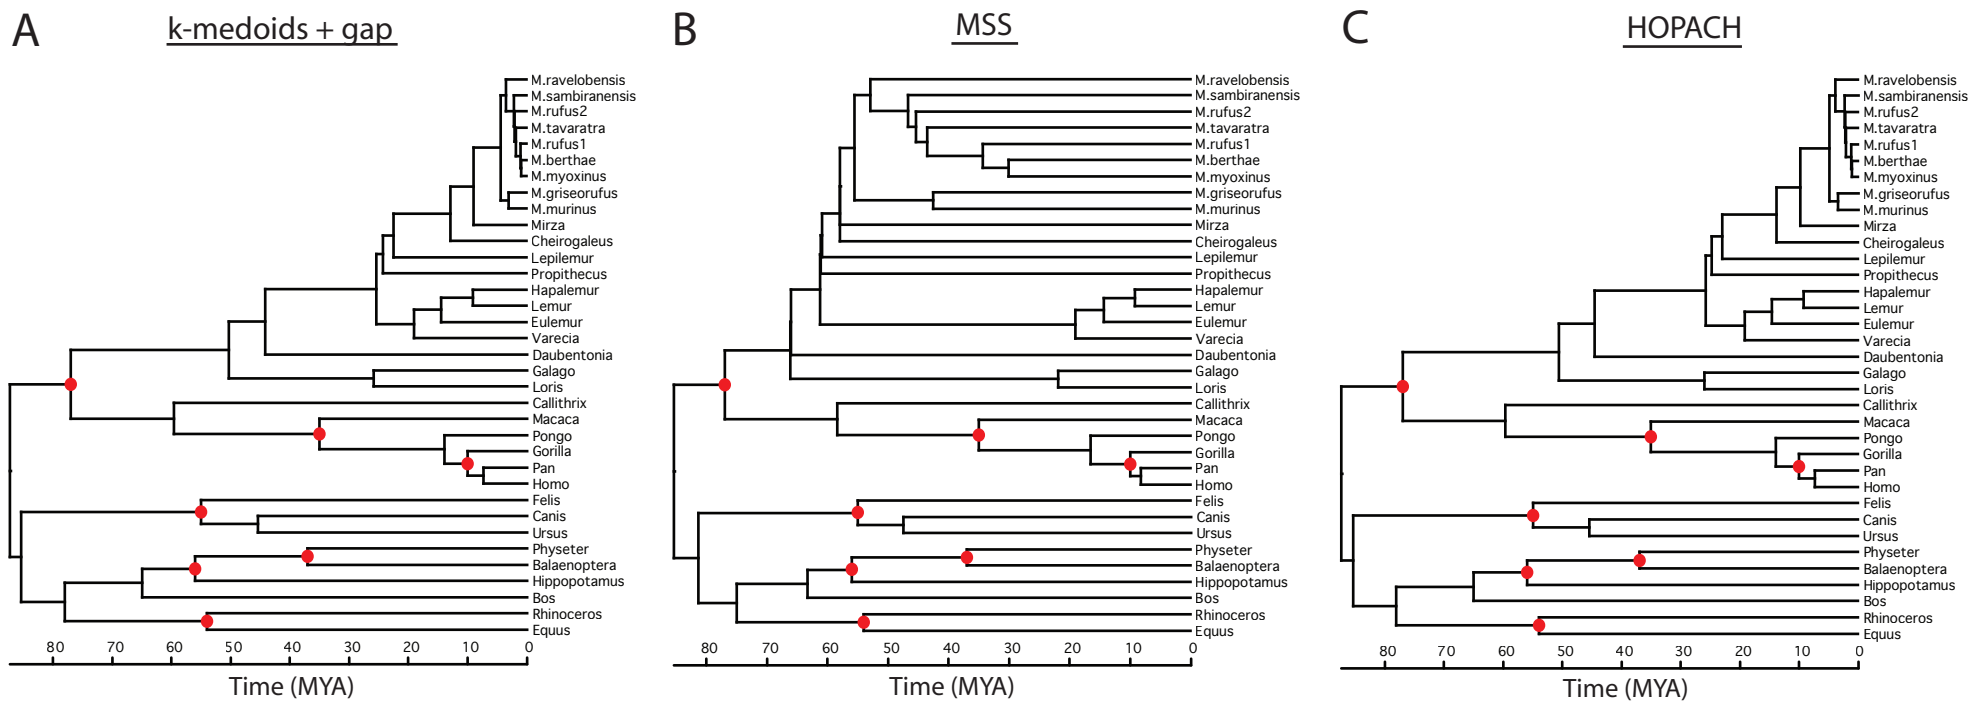 A
k-medoids + gap
M.ravelobensis
M.sambiranensis
M.rufus2
M.tavaratra
M.rufus1
M.berthae
M.myoxinus
M.griseorufus
M.murinus
Mirza
Cheirogaleus
Lepilemur
Propithecus
Hapalemur
Lemur
Eulemur
Varecia
Daubentonia
Galago
Loris
Callithrix
Macaca
Pongo
Gorilla
Pan
Homo
Felis
Canis
Ursus
Physeter
Balaenoptera
Hippopotamus
Bos
Rhinoceros
Equus
80 70 60 50 40 30 20 10 0
Time (MYA)
B
MSS
M.ravelobensis
M.sambiranensis
M.rufus2
M.tavaratra
M.rufus1
M.berthae
M.myoxinus
M.griseorufus
M.murinus
Mirza
Cheirogaleus
Lepilemur
Propithecus
Hapalemur
Lemur
Eulemur
Varecia
Daubentonia
Galago
Loris
Callithrix
Macaca
Pongo
Gorilla
Pan
Homo
Felis
Canis
Ursus
Physeter
Balaenoptera
Hippopotamus
Bos
Rhinoceros
Equus
80 70 60 50 40 30 20 10 0
Time (MYA)
C
HOPACH
M.ravelobensis
M.sambiranensis
M.rufus2
M.tavaratra
M.rufus1
M.berthae
M.myoxinus
M.griseorufus
M.murinus
Mirza
Cheirogaleus
Lepilemur
Propithecus
Hapalemur
Lemur
Eulemur
Varecia
Daubentonia
Galago
Loris
Callithrix
Macaca
Pongo
Gorilla
Pan
Homo
Felis
Canis
Ursus
Physeter
Balaenoptera
Hippopotamus
Bos
Rhinoceros
Equus
80 70 60 50 40 30 20 10 0
Time (MYA)